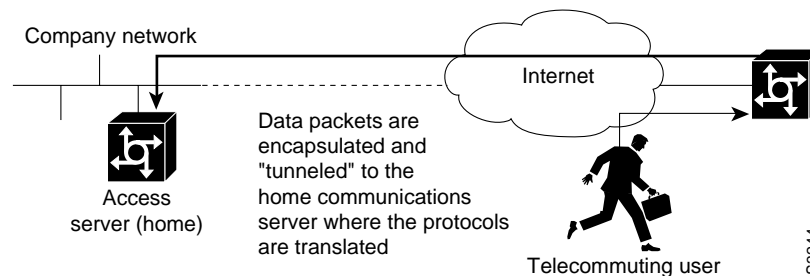 Company network
Internet
Data packets are
encapsulated and
"tunneled" to the
home communications
server where the protocols
are translated
Access
server (home)
Telecommuting user